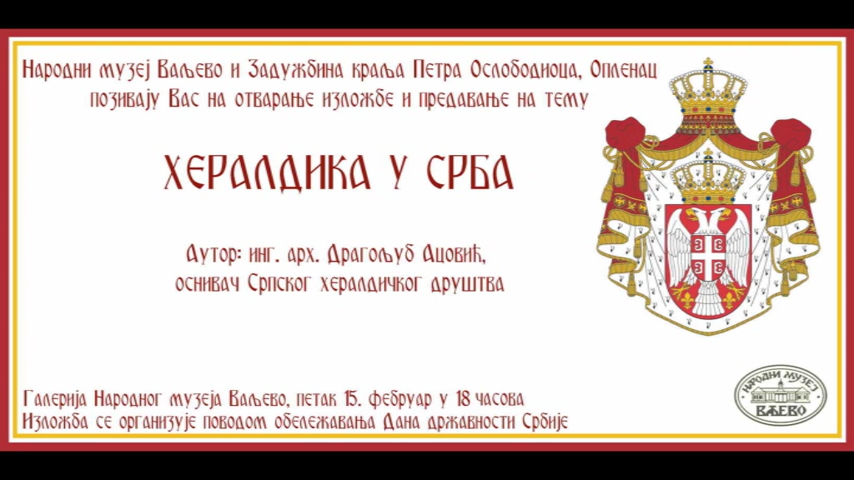 Народни музеј Ваљево и Задужбина краља Петра Ослободиоца, Опленац
позивају Вас на отварање изложбе и предавање на тему
ХЕРАЛДИКА У СРБА
Аутор: инг. арх. Драгољуб Ацовић,
оснивач Српског хералдичког друштва
Галерија Народног музеја Ваљево, петак 15. фебруар у 18 часова
Изложба се организује поводом обележавања Дана државности Србије
НАРОДНИ МУЗЕЈ
ВАЉЕВО